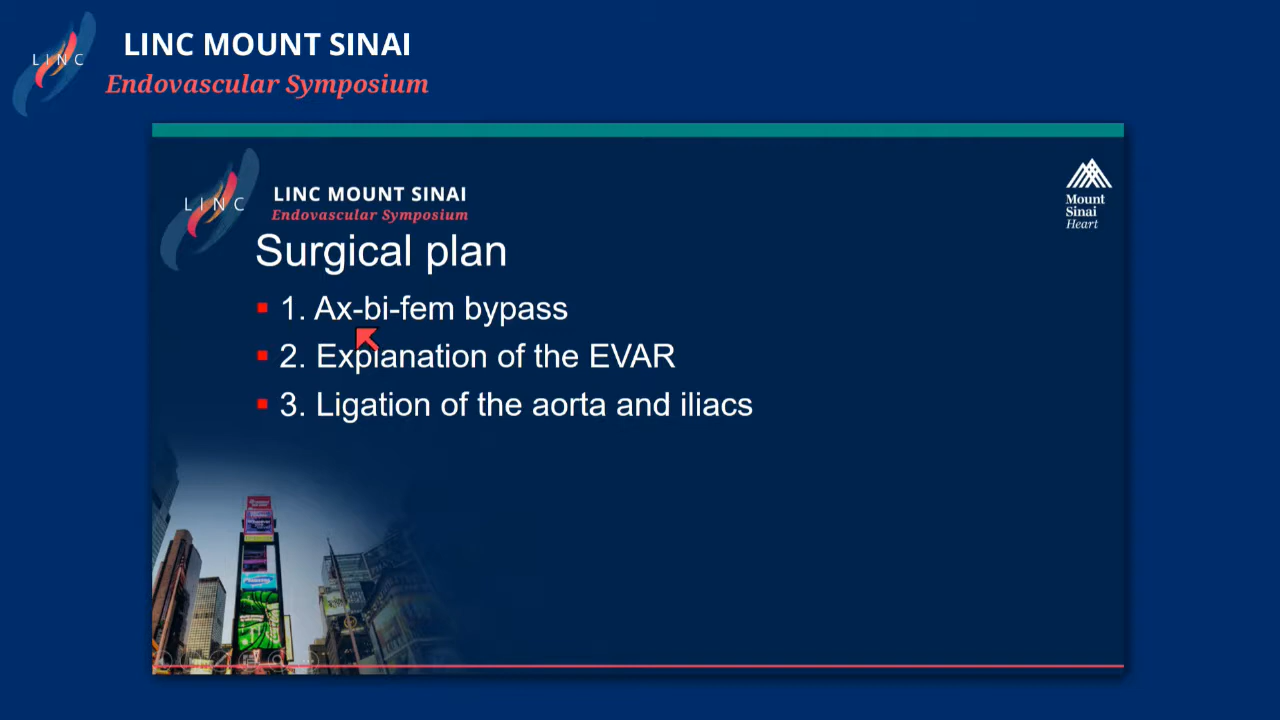 LINC
LINC MOUNT SINAI
Endovascular Symposium
LINC
LINC MOUNT SINAI
Endovascular Symposium
Mount
Sinai
Heart
Surgical plan
1. Ax-bi-fem bypass
2. Explanation of the EVAR
3. Ligation of the aorta and iliacs